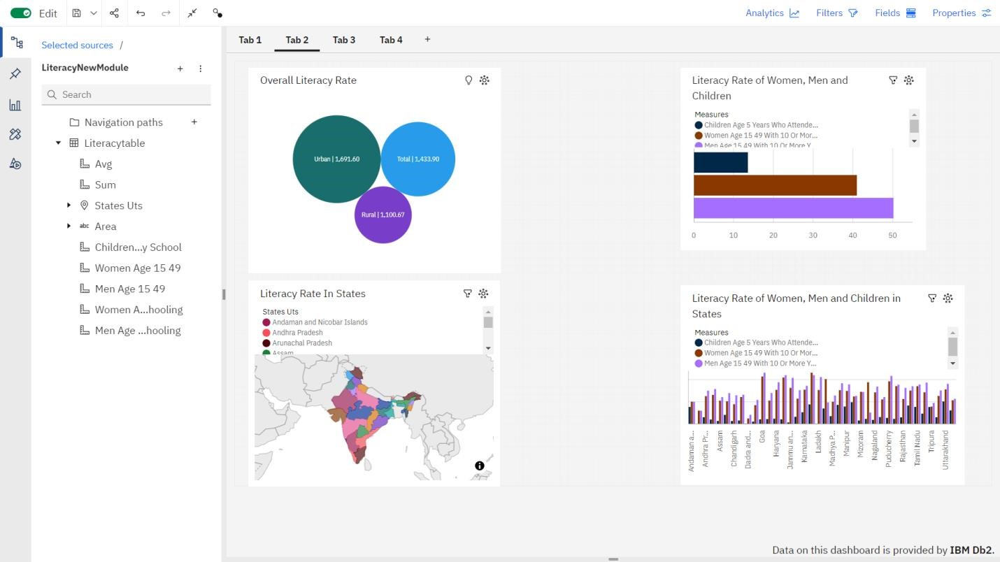 Edit
Analytics
Filters
Fields
Properties
Selected sources /
LiteracyNewModule
Search
Navigation paths
Literacytable
Avg
Sum
States Uts
abc Area
Children...y School
Women Age 15 49
Men Age 15 49
Women A...hooling
Men Age ...hooling
Tab 1
Tab 2
Tab 3
Tab 4
+
Overall Literacy Rate
Urban | 1,691.60
Total | 1,433.90
Rural | 1,100.67
Literacy Rate of Women, Men and
Children
Measures
Children Age 5 Years Who Attende...
Women Age 15 49 With 10 Or Mor...
Men Age 15 49 With 10 Or More Y...
0 10 20 30 40 50
Literacy Rate In States
States Uts
Andaman and Nicobar Islands
Andhra Pradesh
Arunachal Pradesh
Assam
Literacy Rate of Women, Men and Children in
States
Measures
Children Age 5 Years Who Attende...
Women Age 15 49 With 10 Or Mor...
Men Age 15 49 With 10 Or More Y...
Andaman a...
Andhra Pr...
Assam
Chandigarh
Dadra and...
Goa
Haryana
Jammu an...
Karnataka
Ladakh
Madhya P...
Manipur
Mizoram
Nagaland
Puducherry
Rajasthan
Tamil Nadu
Tripura
Uttarakhand
Data on this dashboard is provided by IBM Db2.